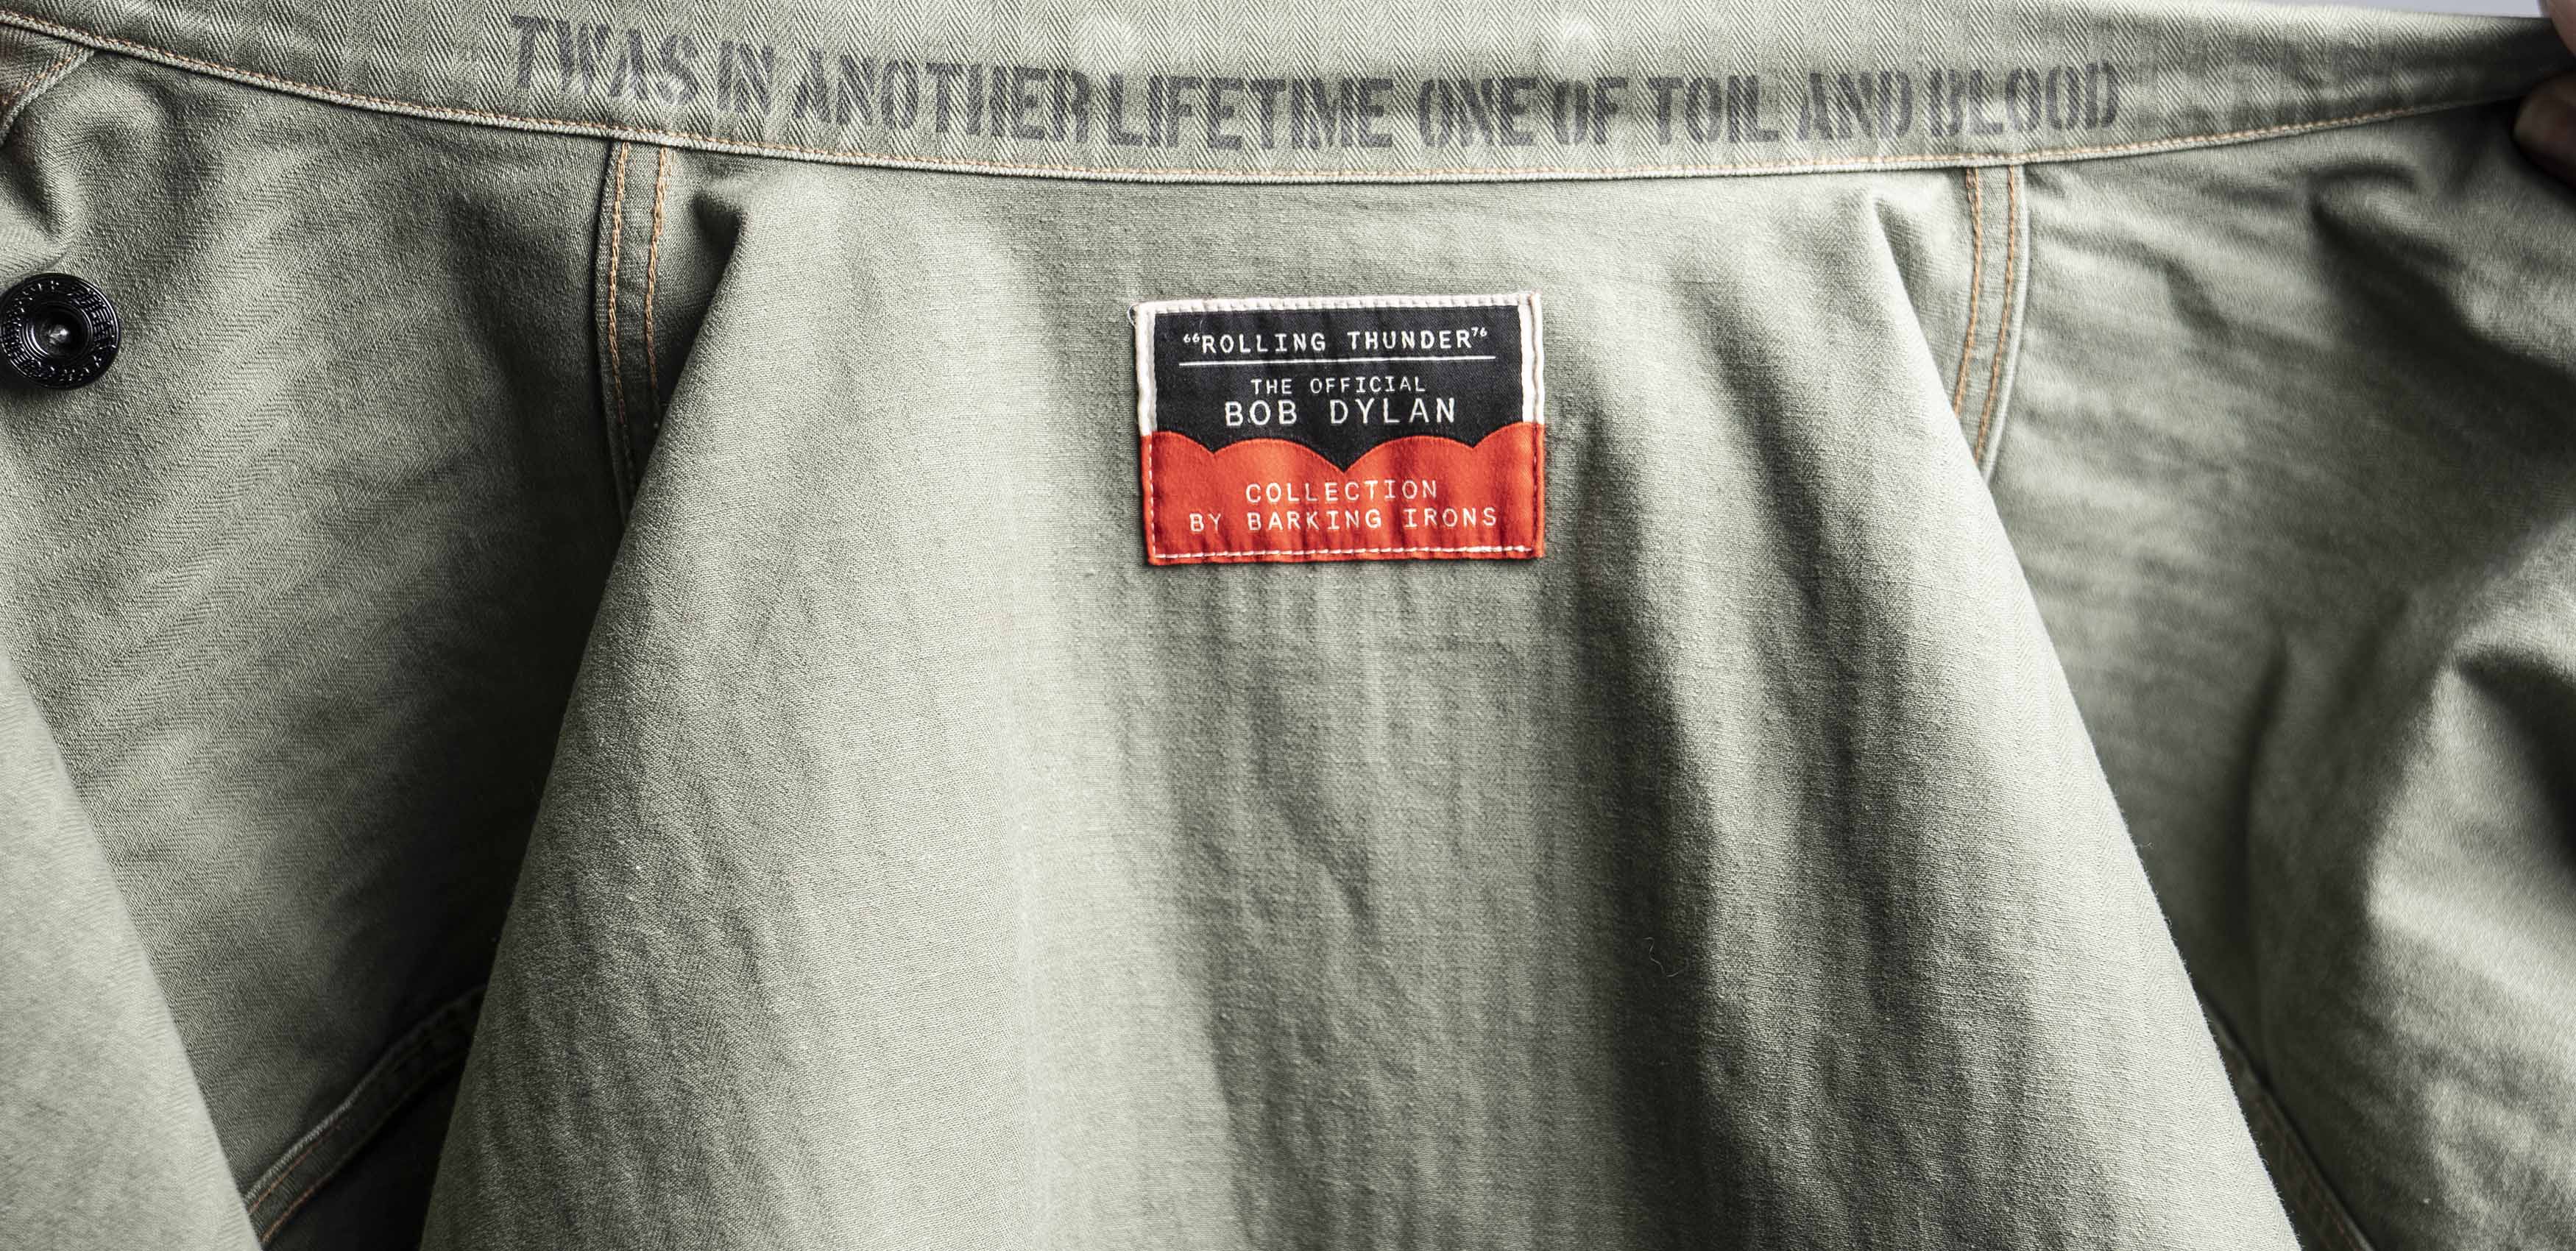 TWAS IN ANOTHER LIFETIME ONE OF TOIL AND BLOOD
“ROLLING THUNDER”⁷⁶
THE OFFICIAL
BOB DYLAN
COLLECTION
BY BARKING IRONS